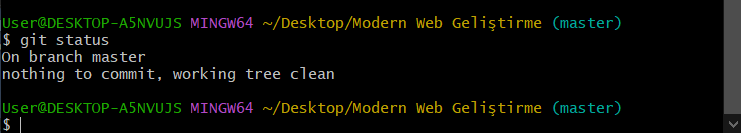 User@DESKTOP-A5NVUJS MINGW64 ~/Desktop/Modern Web Geliştirme (master)
$ git status
On branch master
nothing to commit, working tree clean
User@DESKTOP-A5NVUJS MINGW64 ~/Desktop/Modern Web Geliştirme (master)
$